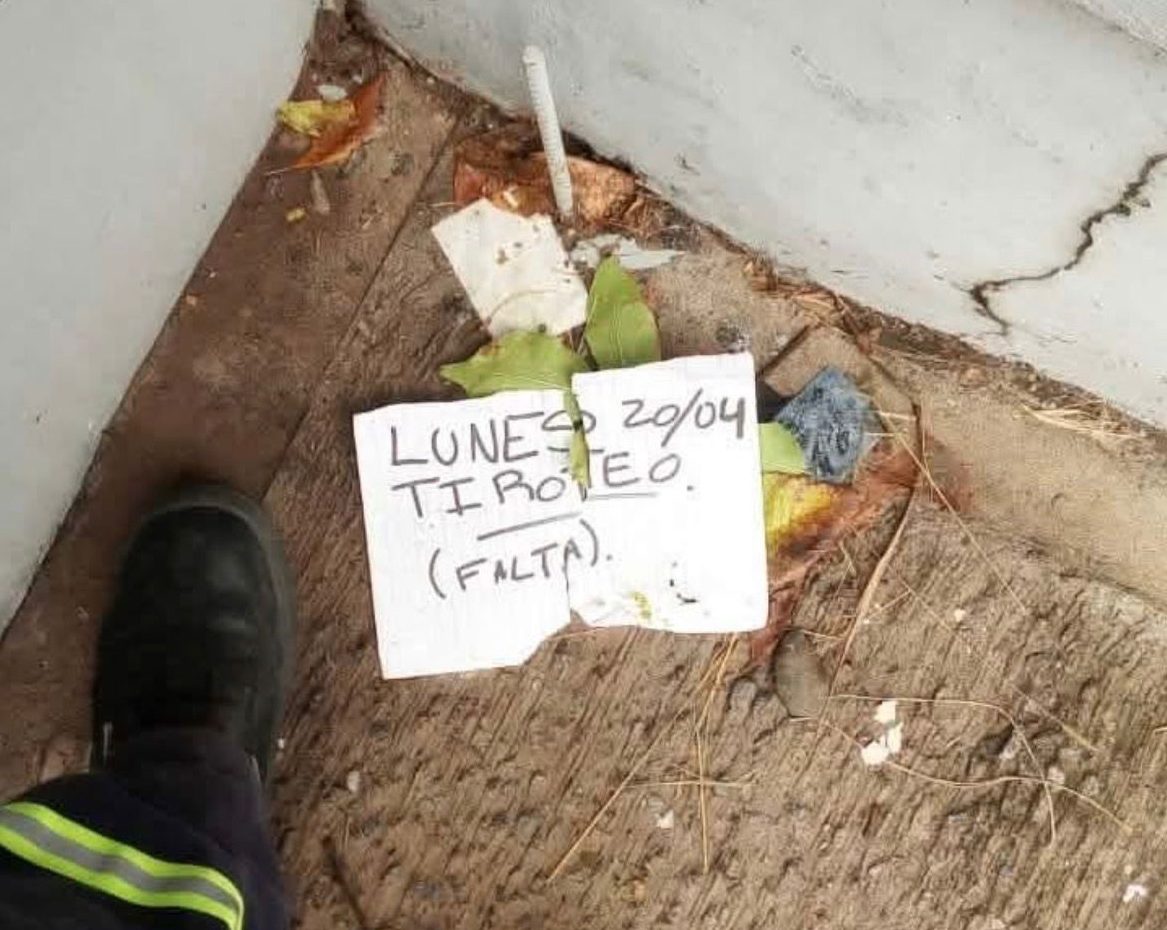 LUNES 20/04
TIROTEO.
(FALTA).